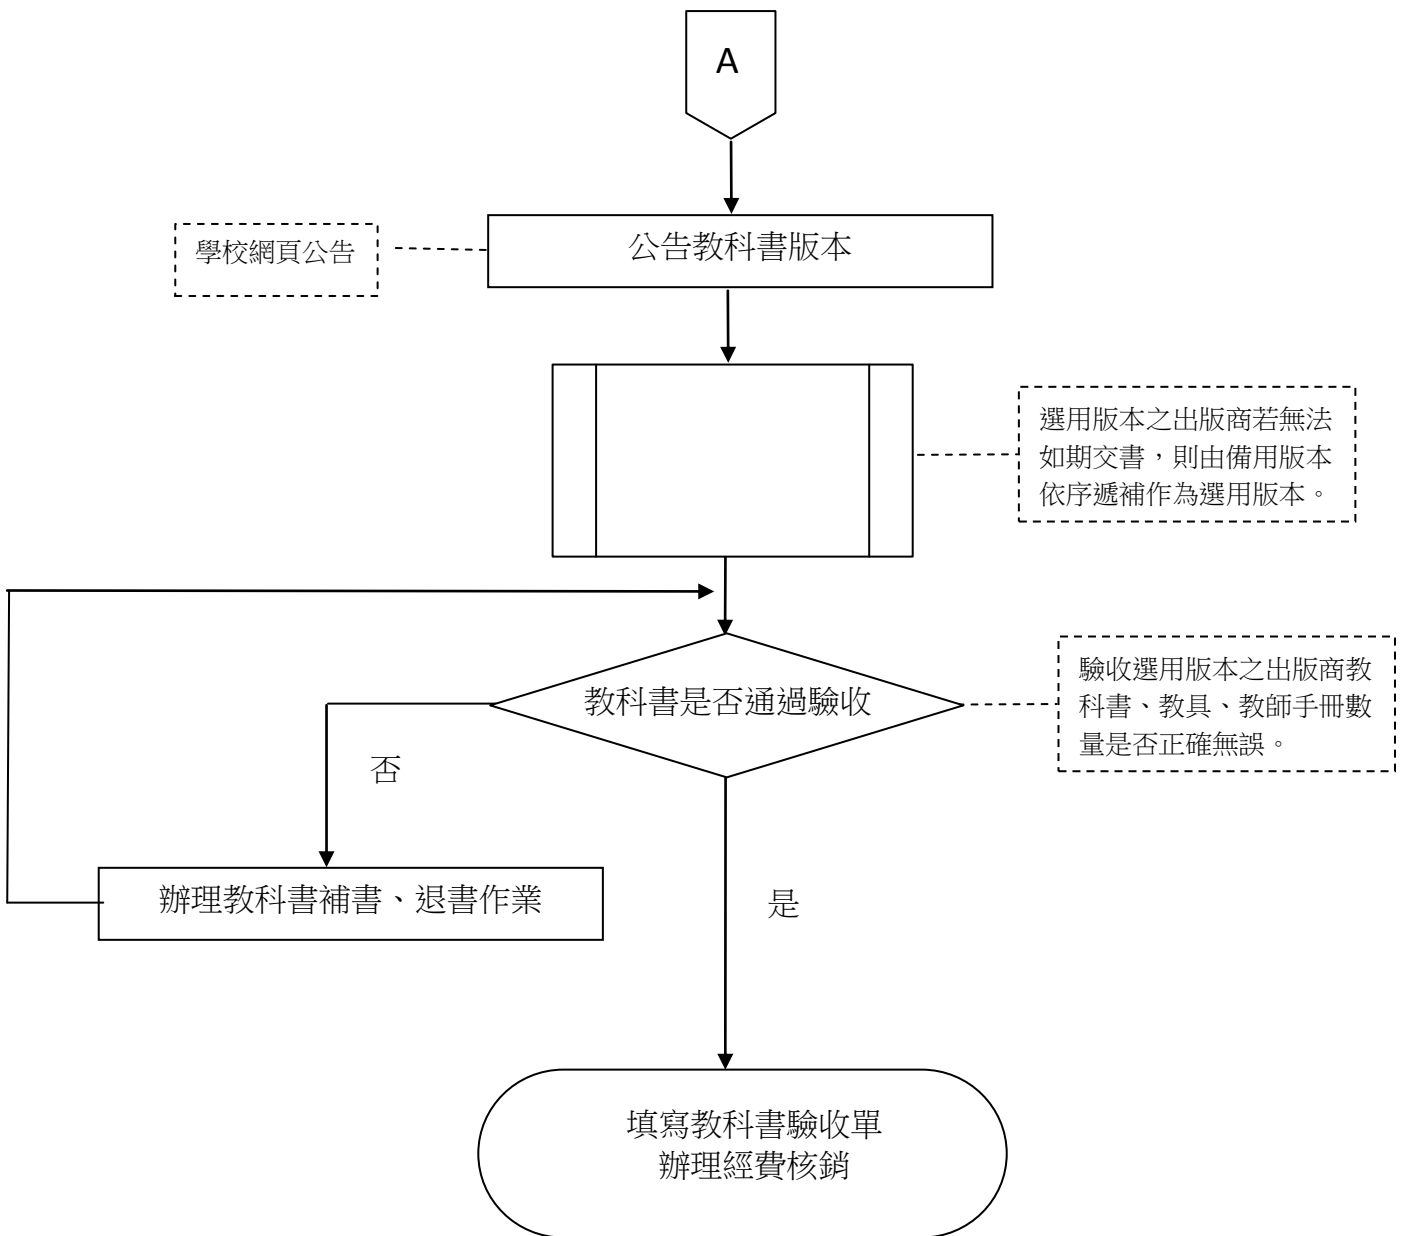 A
公告教科書版本
學校網頁公告
選用版本之出版商若無法
如期交書，則由備用版本
依序遞補作為選用版本。
教科書是否通過驗收
驗收選用版本之出版商教
科書、教具、教師手冊數
量是否正確無誤。
否
辦理教科書補書、退書作業
是
填寫教科書驗收單
辦理經費核銷